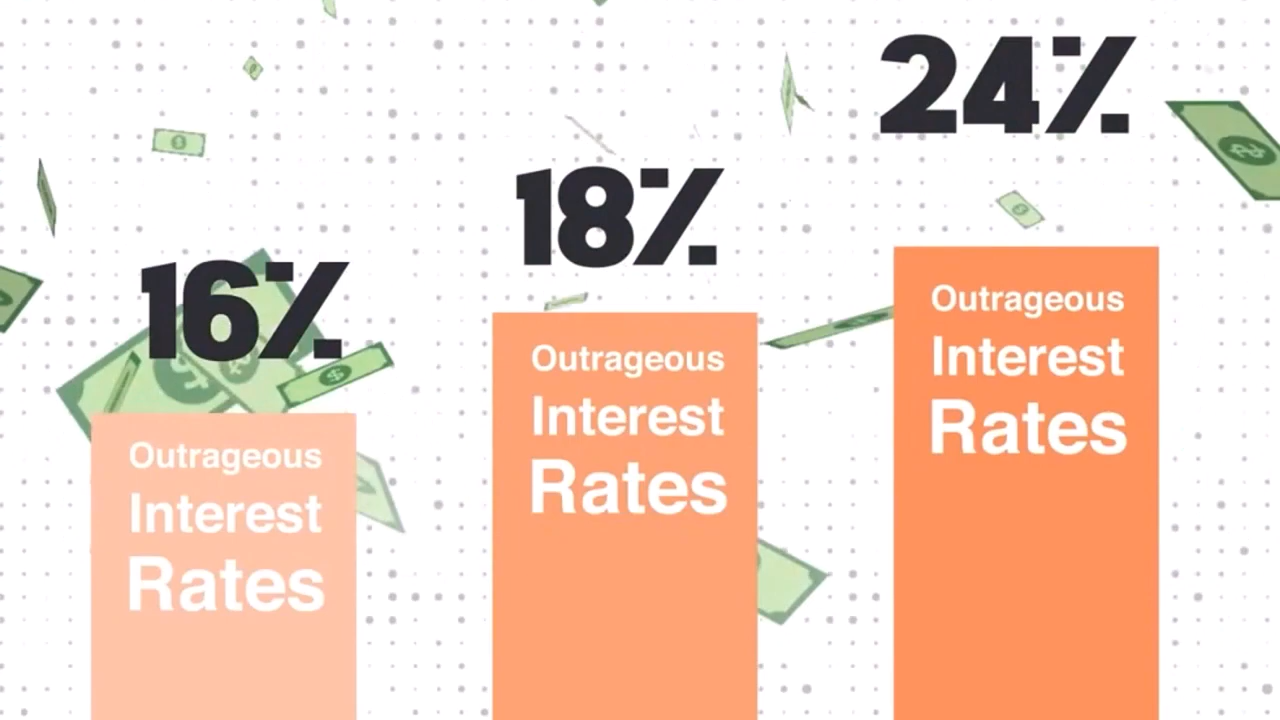 16%
Outrageous
Interest
Rates
18%
Outrageous
Interest
Rates
24%
Outrageous
Interest
Rates